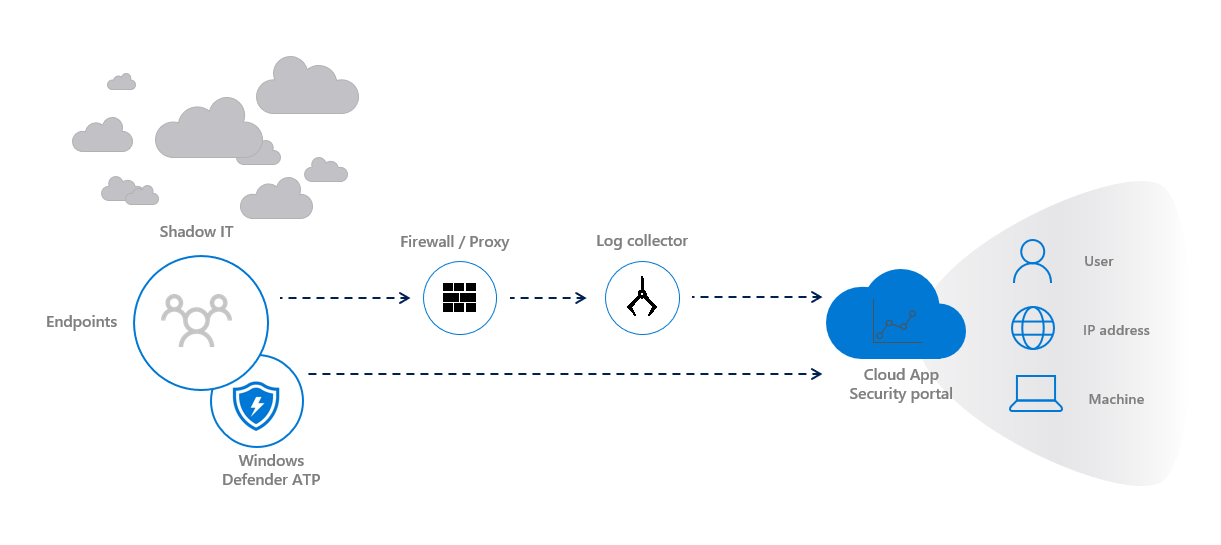 Shadow IT
Firewall / Proxy
Log collector
Endpoints
Windows
Defender ATP
Cloud App
Security portal
User
IP address
Machine